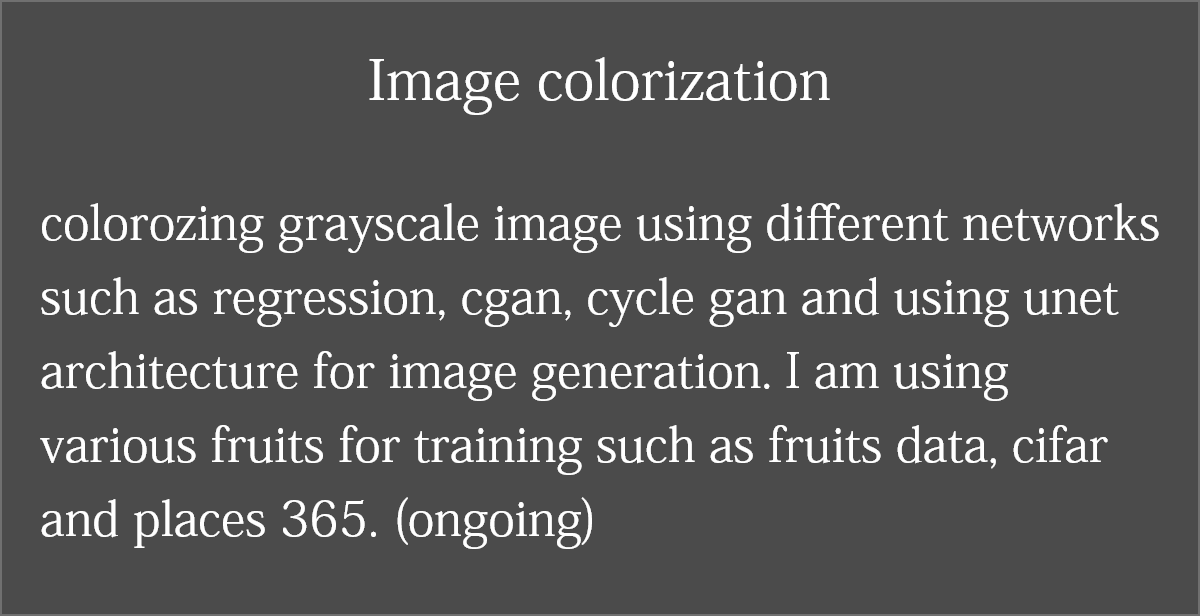 Image colorization
colorozing grayscale image using different networks
such as regression, cgan, cycle gan and using unet
architecture for image generation. I am using
various fruits for training such as fruits data, cifar
and places 365. (ongoing)